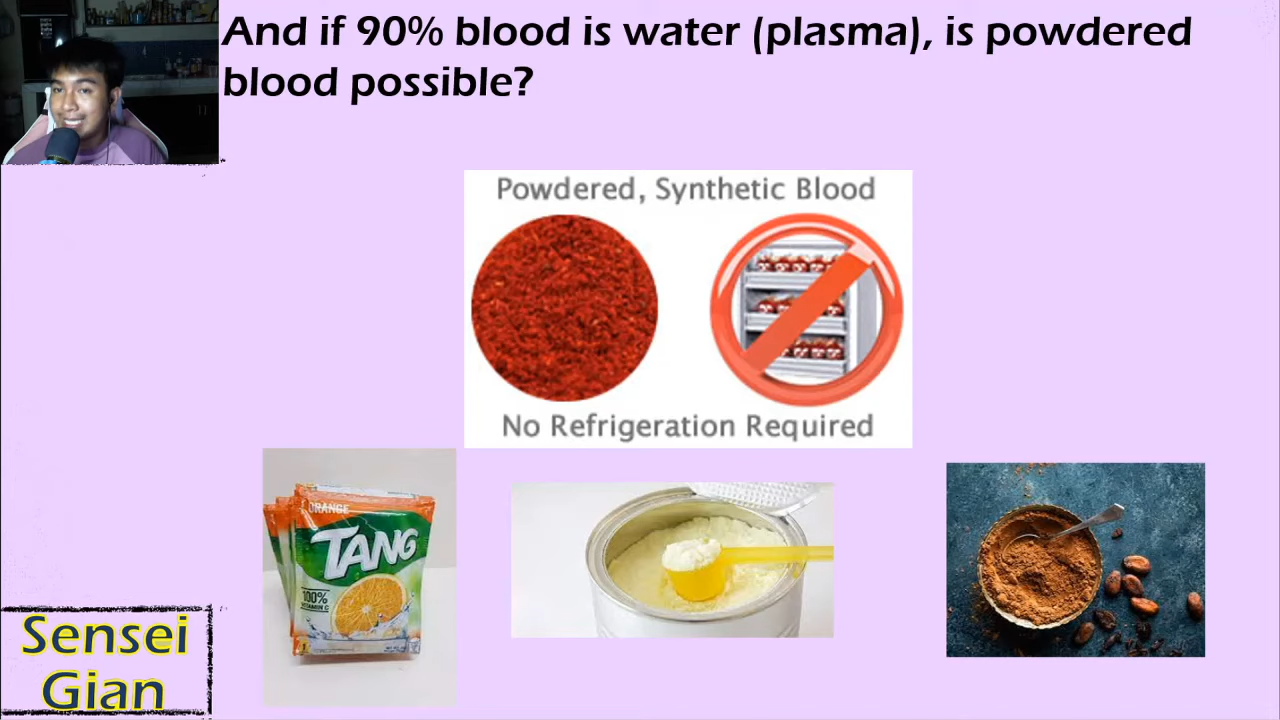 And if 90% blood is water (plasma), is powdered
blood possible?
Powdered, Synthetic Blood
No Refrigeration Required
ORANGE
TANG
100%
VITAMIN C
Sensei
Gian